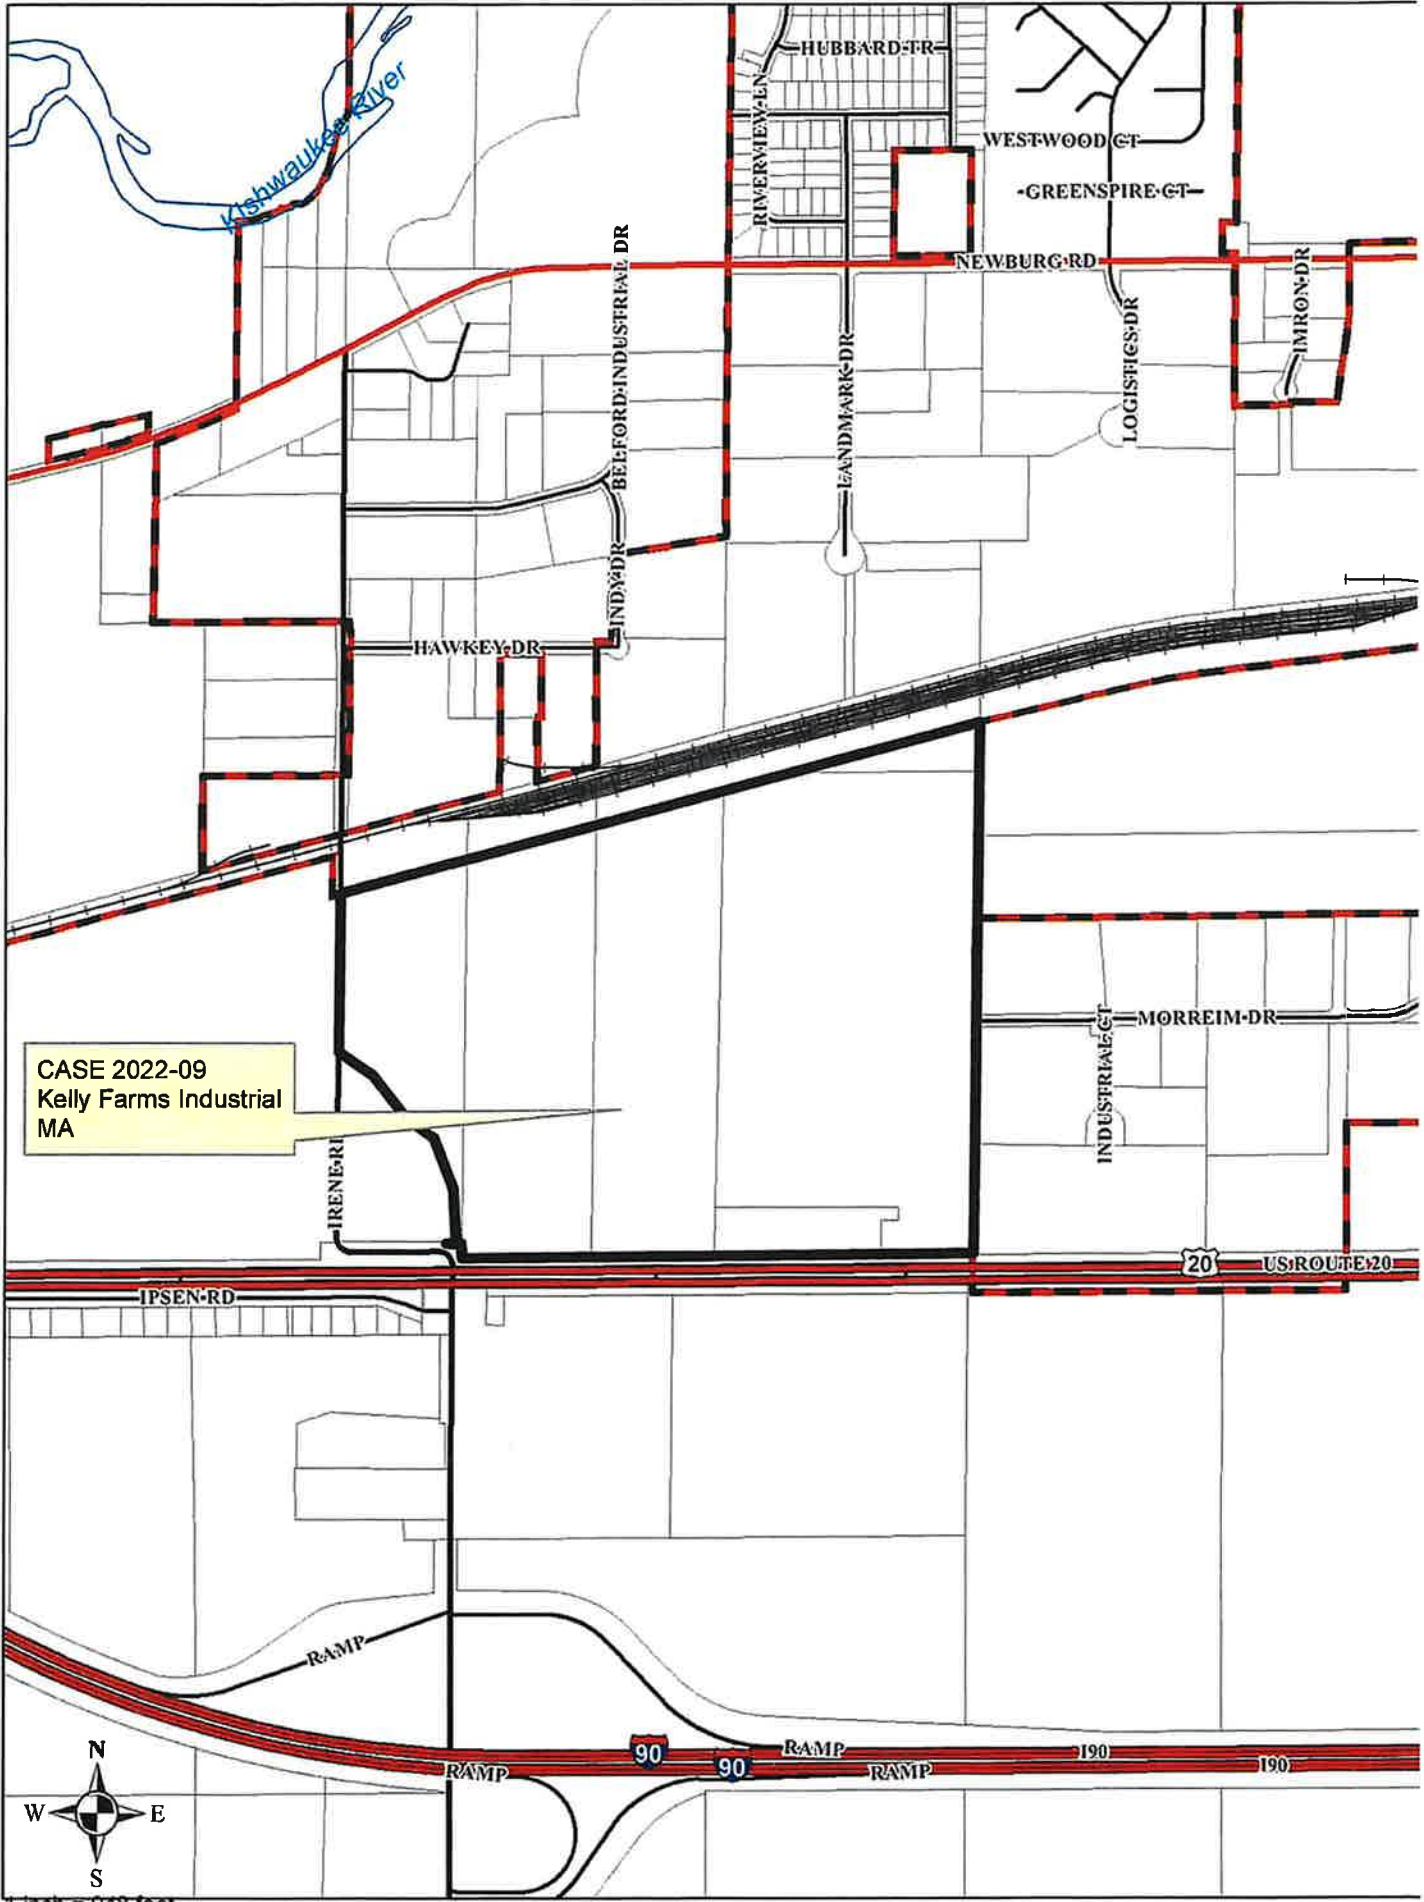 HUBBARD TR
Kishwaukee River
RIVERVIEW LN
WESTWOOD CT
GREENSPIRE CT
BELFORD INDUSTRIAL DR
NEWBURG RD
IMRON DR
LOGISTICS DR
LANDMARK DR
INDY DR
HAWKEY DR
MORREIM DR
INDUSTRIAL CT
CASE 2022-09
Kelly Farms Industrial
MA
IRENE
20
US ROUTE 20
IPSEN RD
RAMP
90
RAMP
I90
RAMP
90
RAMP
I90
N
W
E
S